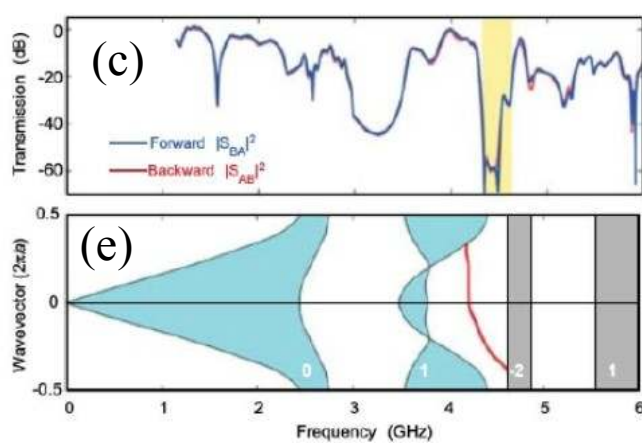 0
-20
-40
-60
Transmission (dB)
(c)
Forward |S_BA|²
Backward |S_AB|²
0.5
0
-0.5
Wavevector (2π/a)
(e)
0 1 -2 1
0 1 2 3 4 5 6
Frequency (GHz)